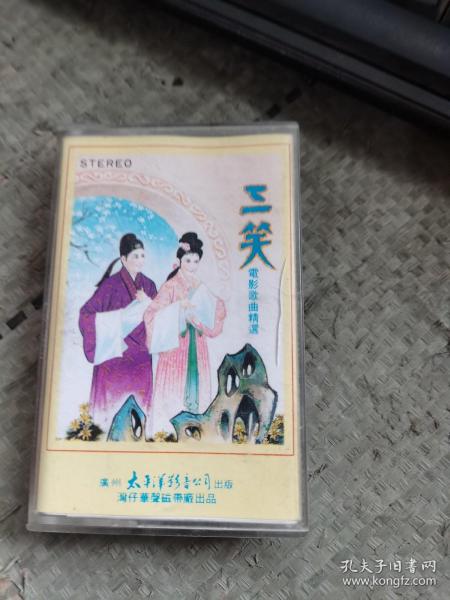 STEREO
三笑
電影歌曲精選
廣州 太平洋影音公司 出版
灣仔華聲磁帶廠出品
孔夫子旧书网
www.kongfz.com